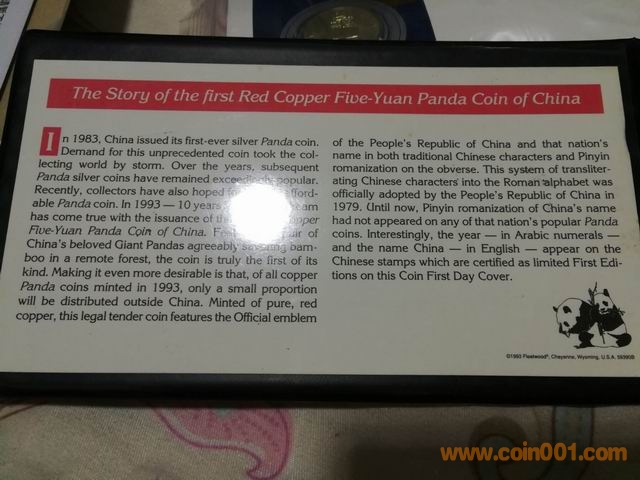 The Story of the first Red Copper Five-Yuan Panda Coin of China
In 1983, China issued its first-ever silver Panda coin.
Demand for this unprecedented coin took the col-
lecting world by storm. Over the years, subsequent
Panda silver coins have remained exceedingly popular.
Recently, collectors have also hoped afford-
able Panda coin. In 1993 — 10 years
has come true with the issuance of the Copper
Five-Yuan Panda Coin of China. of
China's beloved Giant Pandas agreeably bam-
boo in a remote forest, the coin is truly the first of its
kind. Making it even more desirable is that, of all copper
Panda coins minted in 1993, only a small proportion
will be distributed outside China. Minted of pure, red
copper, this legal tender coin features the Official emblem
of the People's Republic of China and that nation's
name in both traditional Chinese characters and Pinyin
romanization on the obverse. This system of transliter-
ating Chinese characters into the Roman alphabet was
officially adopted by the People's Republic of China in
1979. Until now, Pinyin romanization of China's name
had not appeared on any of that nation's popular Panda
coins. Interestingly, the year — in Arabic numerals —
and the name China — in English — appear on the
Chinese stamps which are certified as limited First Edi-
tions on this Coin First Day Cover.
©1993 Fleetwood®, Cheyenne, Wyoming, U.S.A. 59390B
www.coin001.com